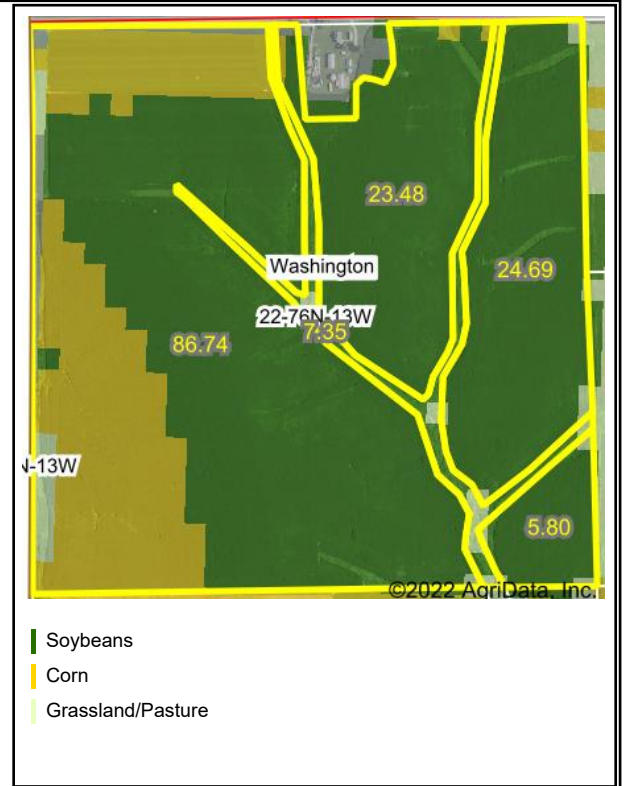 23.48
Washington
24.69
22-76N-13W
7.35
86.74
N-13W
5.80
©2022 AgriData, Inc.
Soybeans
Corn
Grassland/Pasture